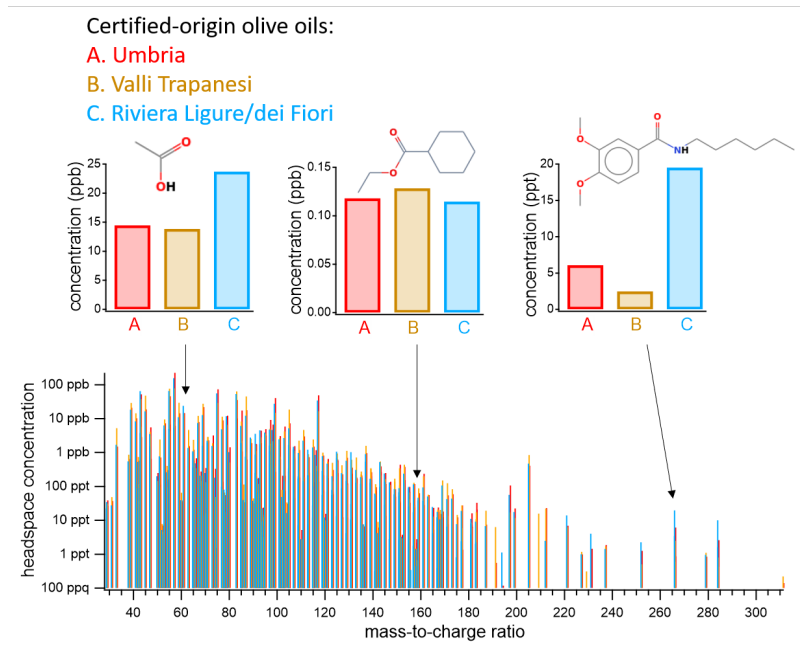 Certified-origin olive oils:
A. Umbria
B. Valli Trapanesi
C. Riviera Ligure/dei Fiori
concentration (ppb)
25
20
15
10
5
0
O
OH
A B C
concentration (ppb)
0.15
0.10
0.05
0.00
O
O
A B C
concentration (ppt)
20
15
10
5
0
O
O
O
NH
A B C
headspace concentration
100 ppb
10 ppb
1 ppb
100 ppt
10 ppt
1 ppt
100 ppq
40 60 80 100 120 140 160 180 200 220 240 260 280 300
mass-to-charge ratio